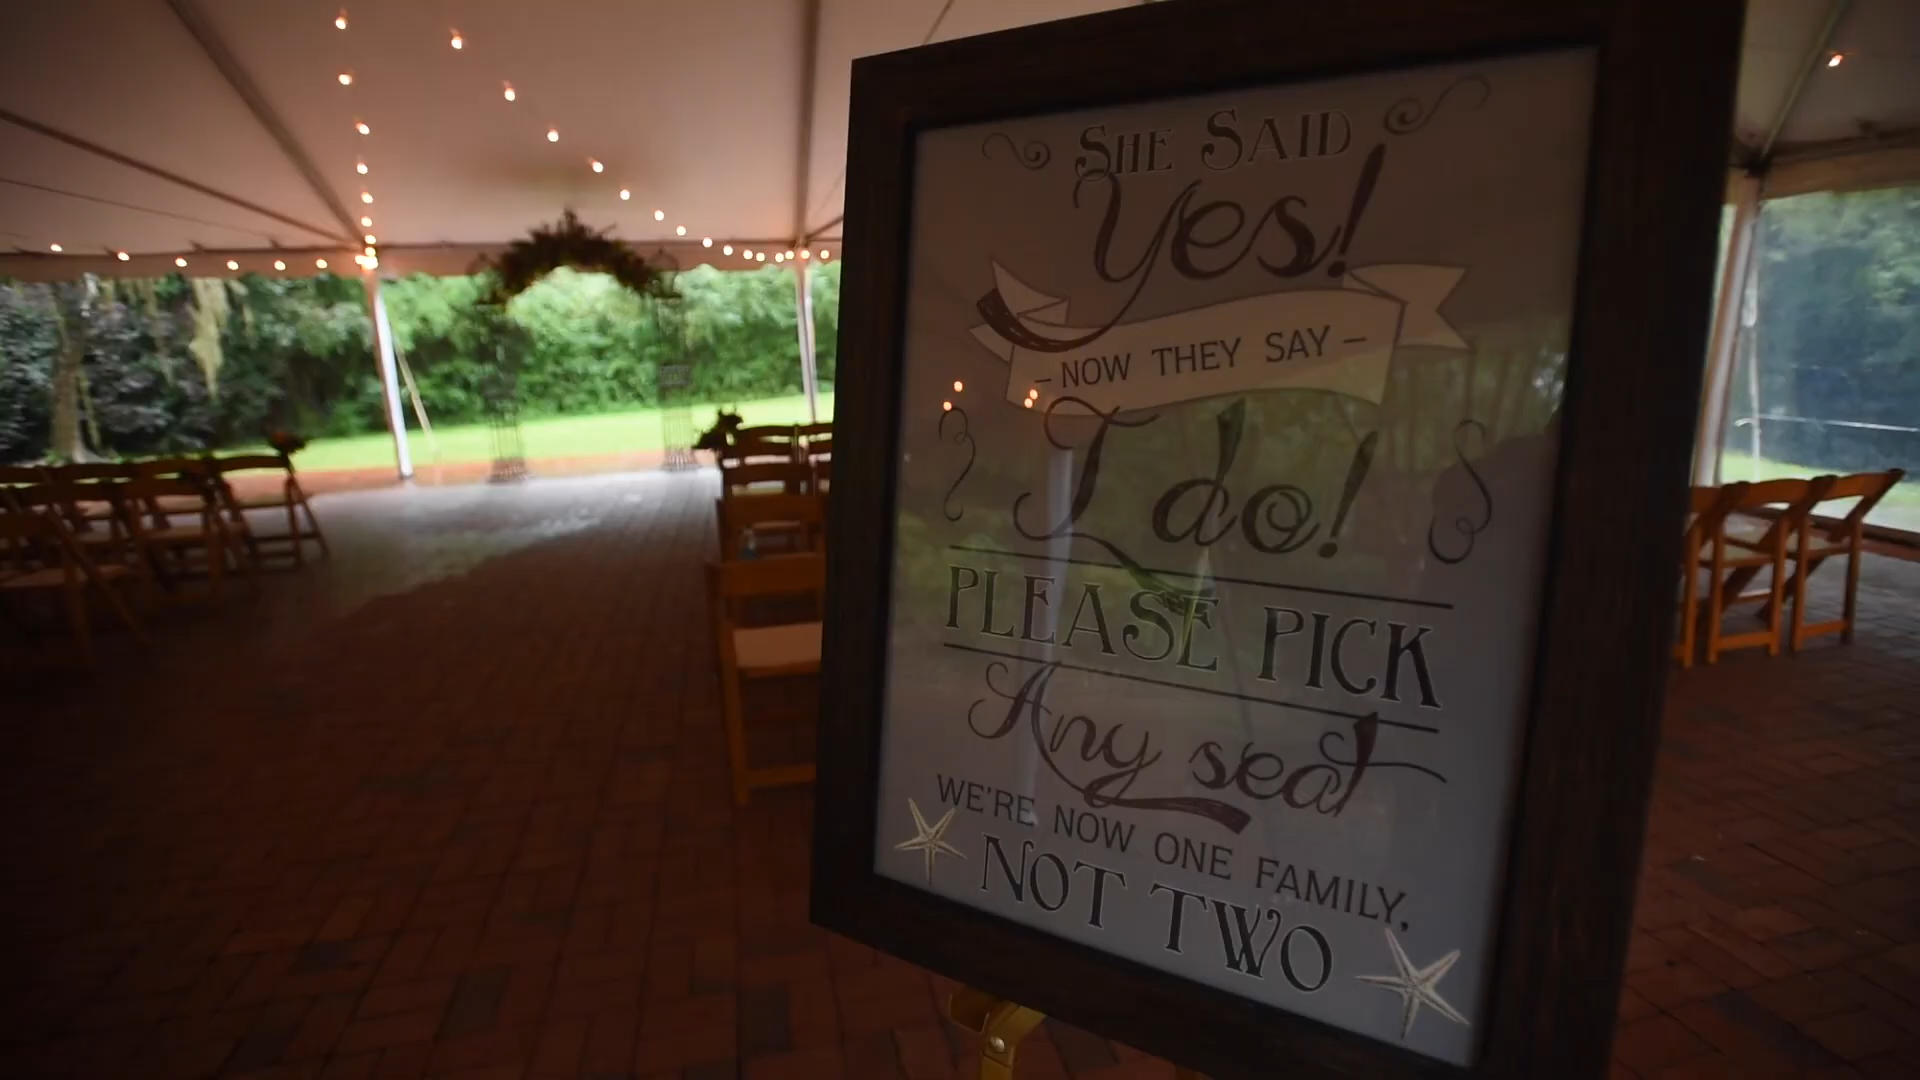 She Said
Yes!
– NOW THEY SAY –
I do!
PLEASE PICK
Any seat
WE'RE NOW ONE FAMILY,
NOT TWO